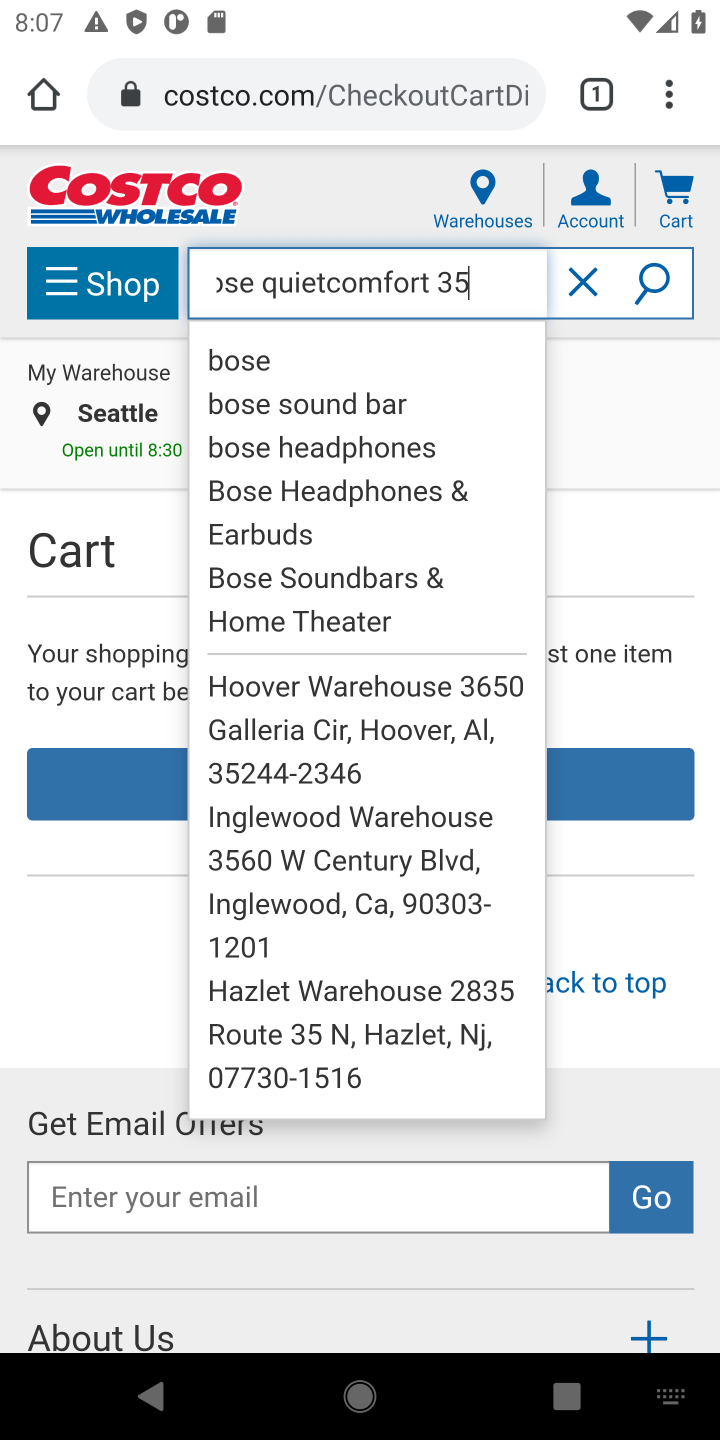 8:07
costco.com/CheckoutCartDi
1
COSTCO
WHOLESALE
Warehouses
Account
Cart
Shop
ose quietcomfort 35
bose
bose sound bar
bose headphones
Bose Headphones &
Earbuds
Bose Soundbars &
Home Theater
Hoover Warehouse 3650
Galleria Cir, Hoover, Al,
35244-2346
Inglewood Warehouse
3560 W Century Blvd,
Inglewood, Ca, 90303-
1201
Hazlet Warehouse 2835
Route 35 N, Hazlet, Nj,
07730-1516
My Warehouse
Seattle
Open until 8:30
Cart
Your shopping st one item
to your cart be
ack to top
Get Email Offers
Enter your email
Go
About Us